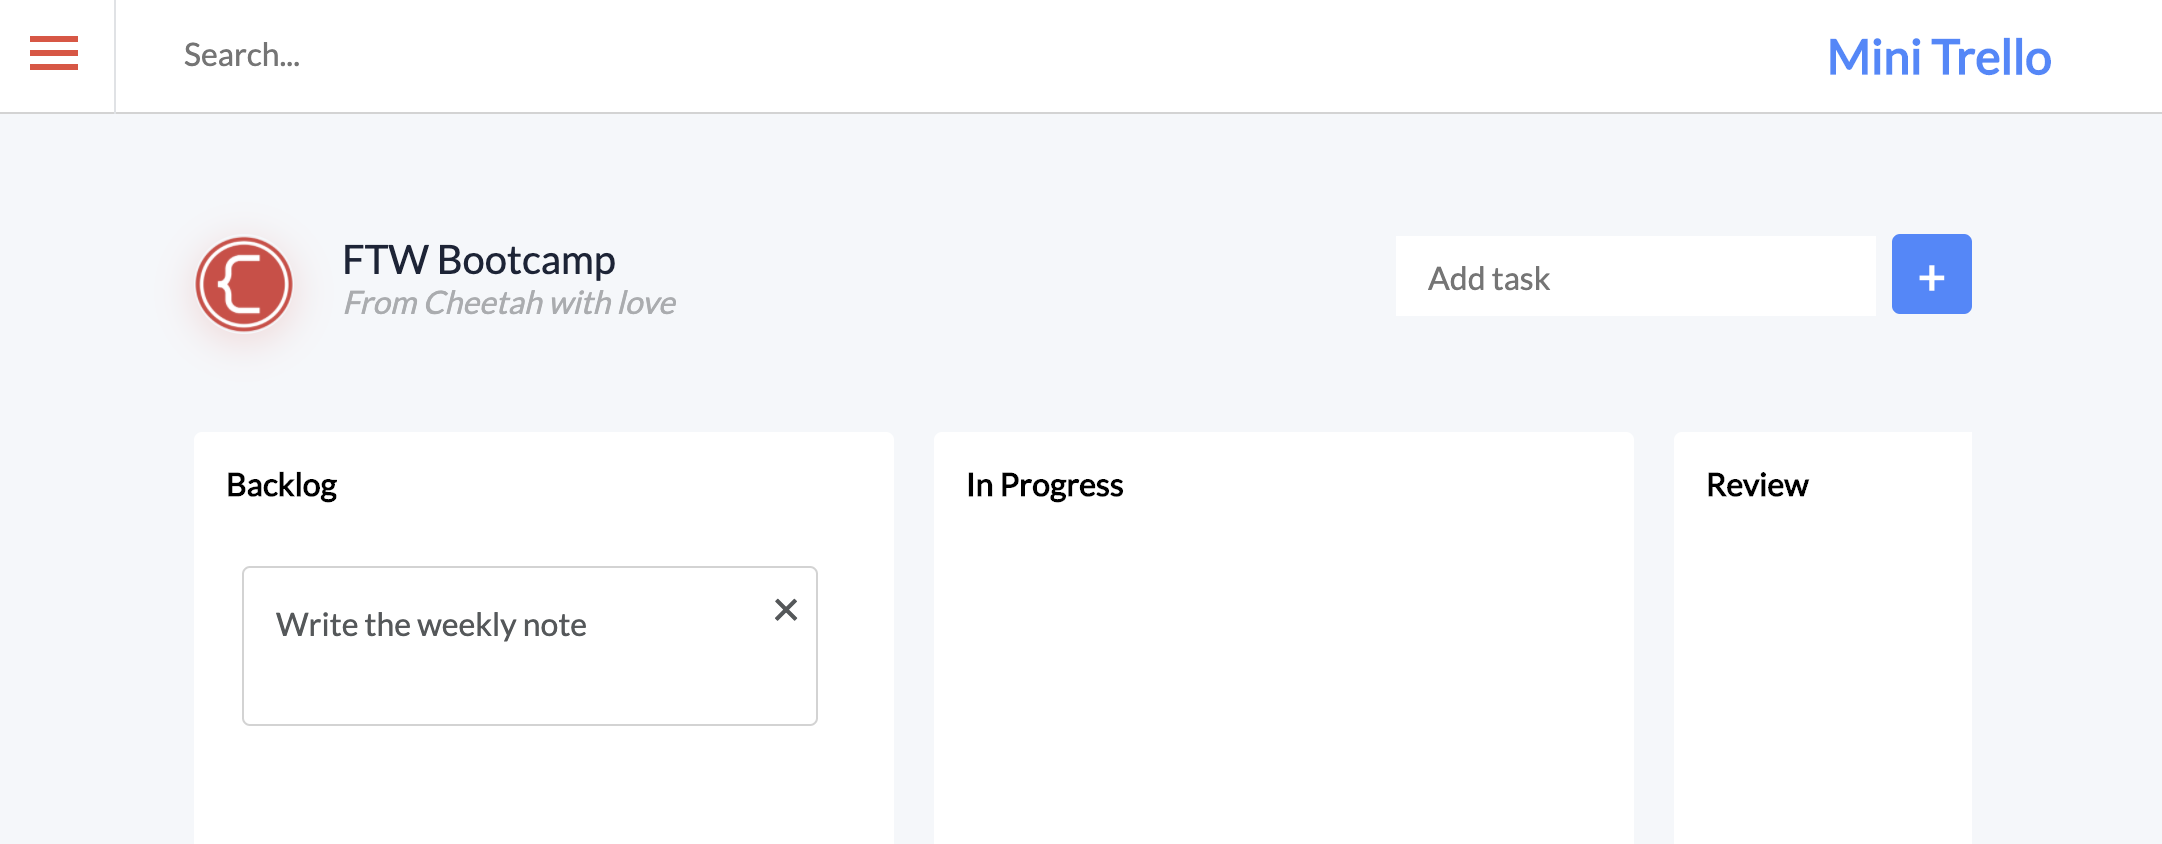 Search...
Mini Trello
FTW Bootcamp
From Cheetah with love
Add task
+
Backlog
In Progress
Review
Write the weekly note